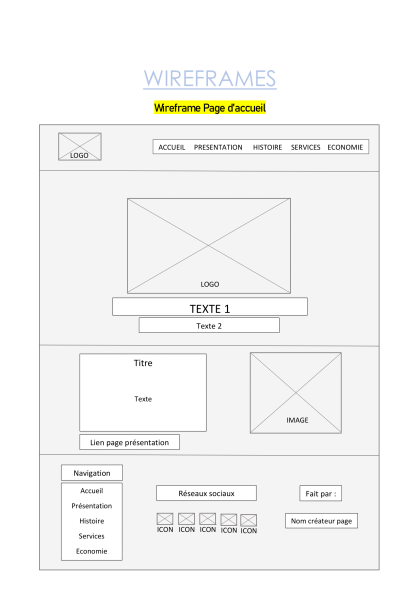 WIREFRAMES
Wireframe Page d'accueil
LOGO
ACCUEIL PRESENTATION HISTOIRE SERVICES ECONOMIE
LOGO
TEXTE 1
Texte 2
Titre
Texte
IMAGE
Lien page présentation
Navigation
Accueil
Présentation
Histoire
Services
Economie
Réseaux sociaux
ICON ICON ICON ICON ICON
Fait par :
Nom créateur page